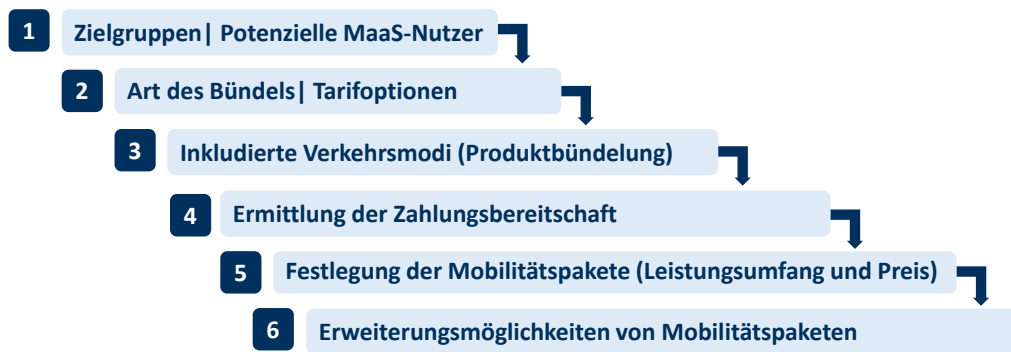 1 Zielgruppen| Potenzielle MaaS-Nutzer
2 Art des Bündels| Tarifoptionen
3 Inkludierte Verkehrsmodi (Produktbündelung)
4 Ermittlung der Zahlungsbereitschaft
5 Festlegung der Mobilitätspakete (Leistungsumfang und Preis)
6 Erweiterungsmöglichkeiten von Mobilitätspaketen